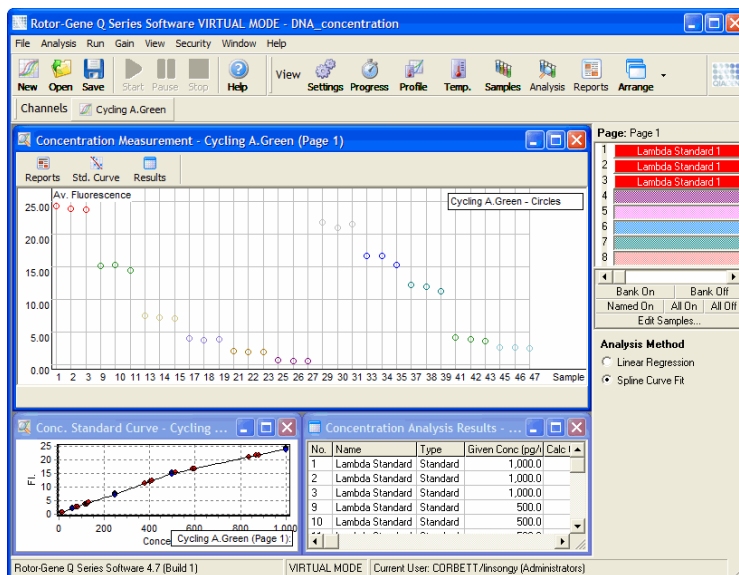 Rotor-Gene Q Series Software VIRTUAL MODE - DNA_concentration
File Analysis Run Gain View Security Window Help
New Open Save Start Pause Stop Help View Settings Progress Profile Temp. Samples Analysis Reports Arrange
Channels Cycling A.Green
Concentration Measurement - Cycling A.Green (Page 1)
Reports Std. Curve Results
Av. Fluorescence
Cycling A.Green - Circles
25.00
20.00
15.00
10.00
5.00
0.00
1 2 3 9 10 11 13 14 15 17 18 19 21 22 23 25 26 27 29 30 31 33 34 35 37 38 39 41 42 43 45 46 47 Sample
Page: Page 1
1 Lambda Standard 1
2 Lambda Standard 1
3 Lambda Standard 1
4
5
6
7
8
Bank On Bank Off
Named On All On All Off
Edit Samples...
Analysis Method
Linear Regression
Spline Curve Fit
Conc. Standard Curve - Cycling ...
25
20
15
10
5
0
Fl.
0 200 400 600 800 1,000
Conce
Cycling A.Green (Page 1):
Concentration Analysis Results - ...
No. Name Type Given Conc (pg/ Calc
1 Lambda Standard Standard 1,000.0
2 Lambda Standard Standard 1,000.0
3 Lambda Standard Standard 1,000.0
9 Lambda Standard Standard 500.0
10 Lambda Standard Standard 500.0
Rotor-Gene Q Series Software 4.7 (Build 1) VIRTUAL MODE Current User: CORBETT/linsongy (Administrators)